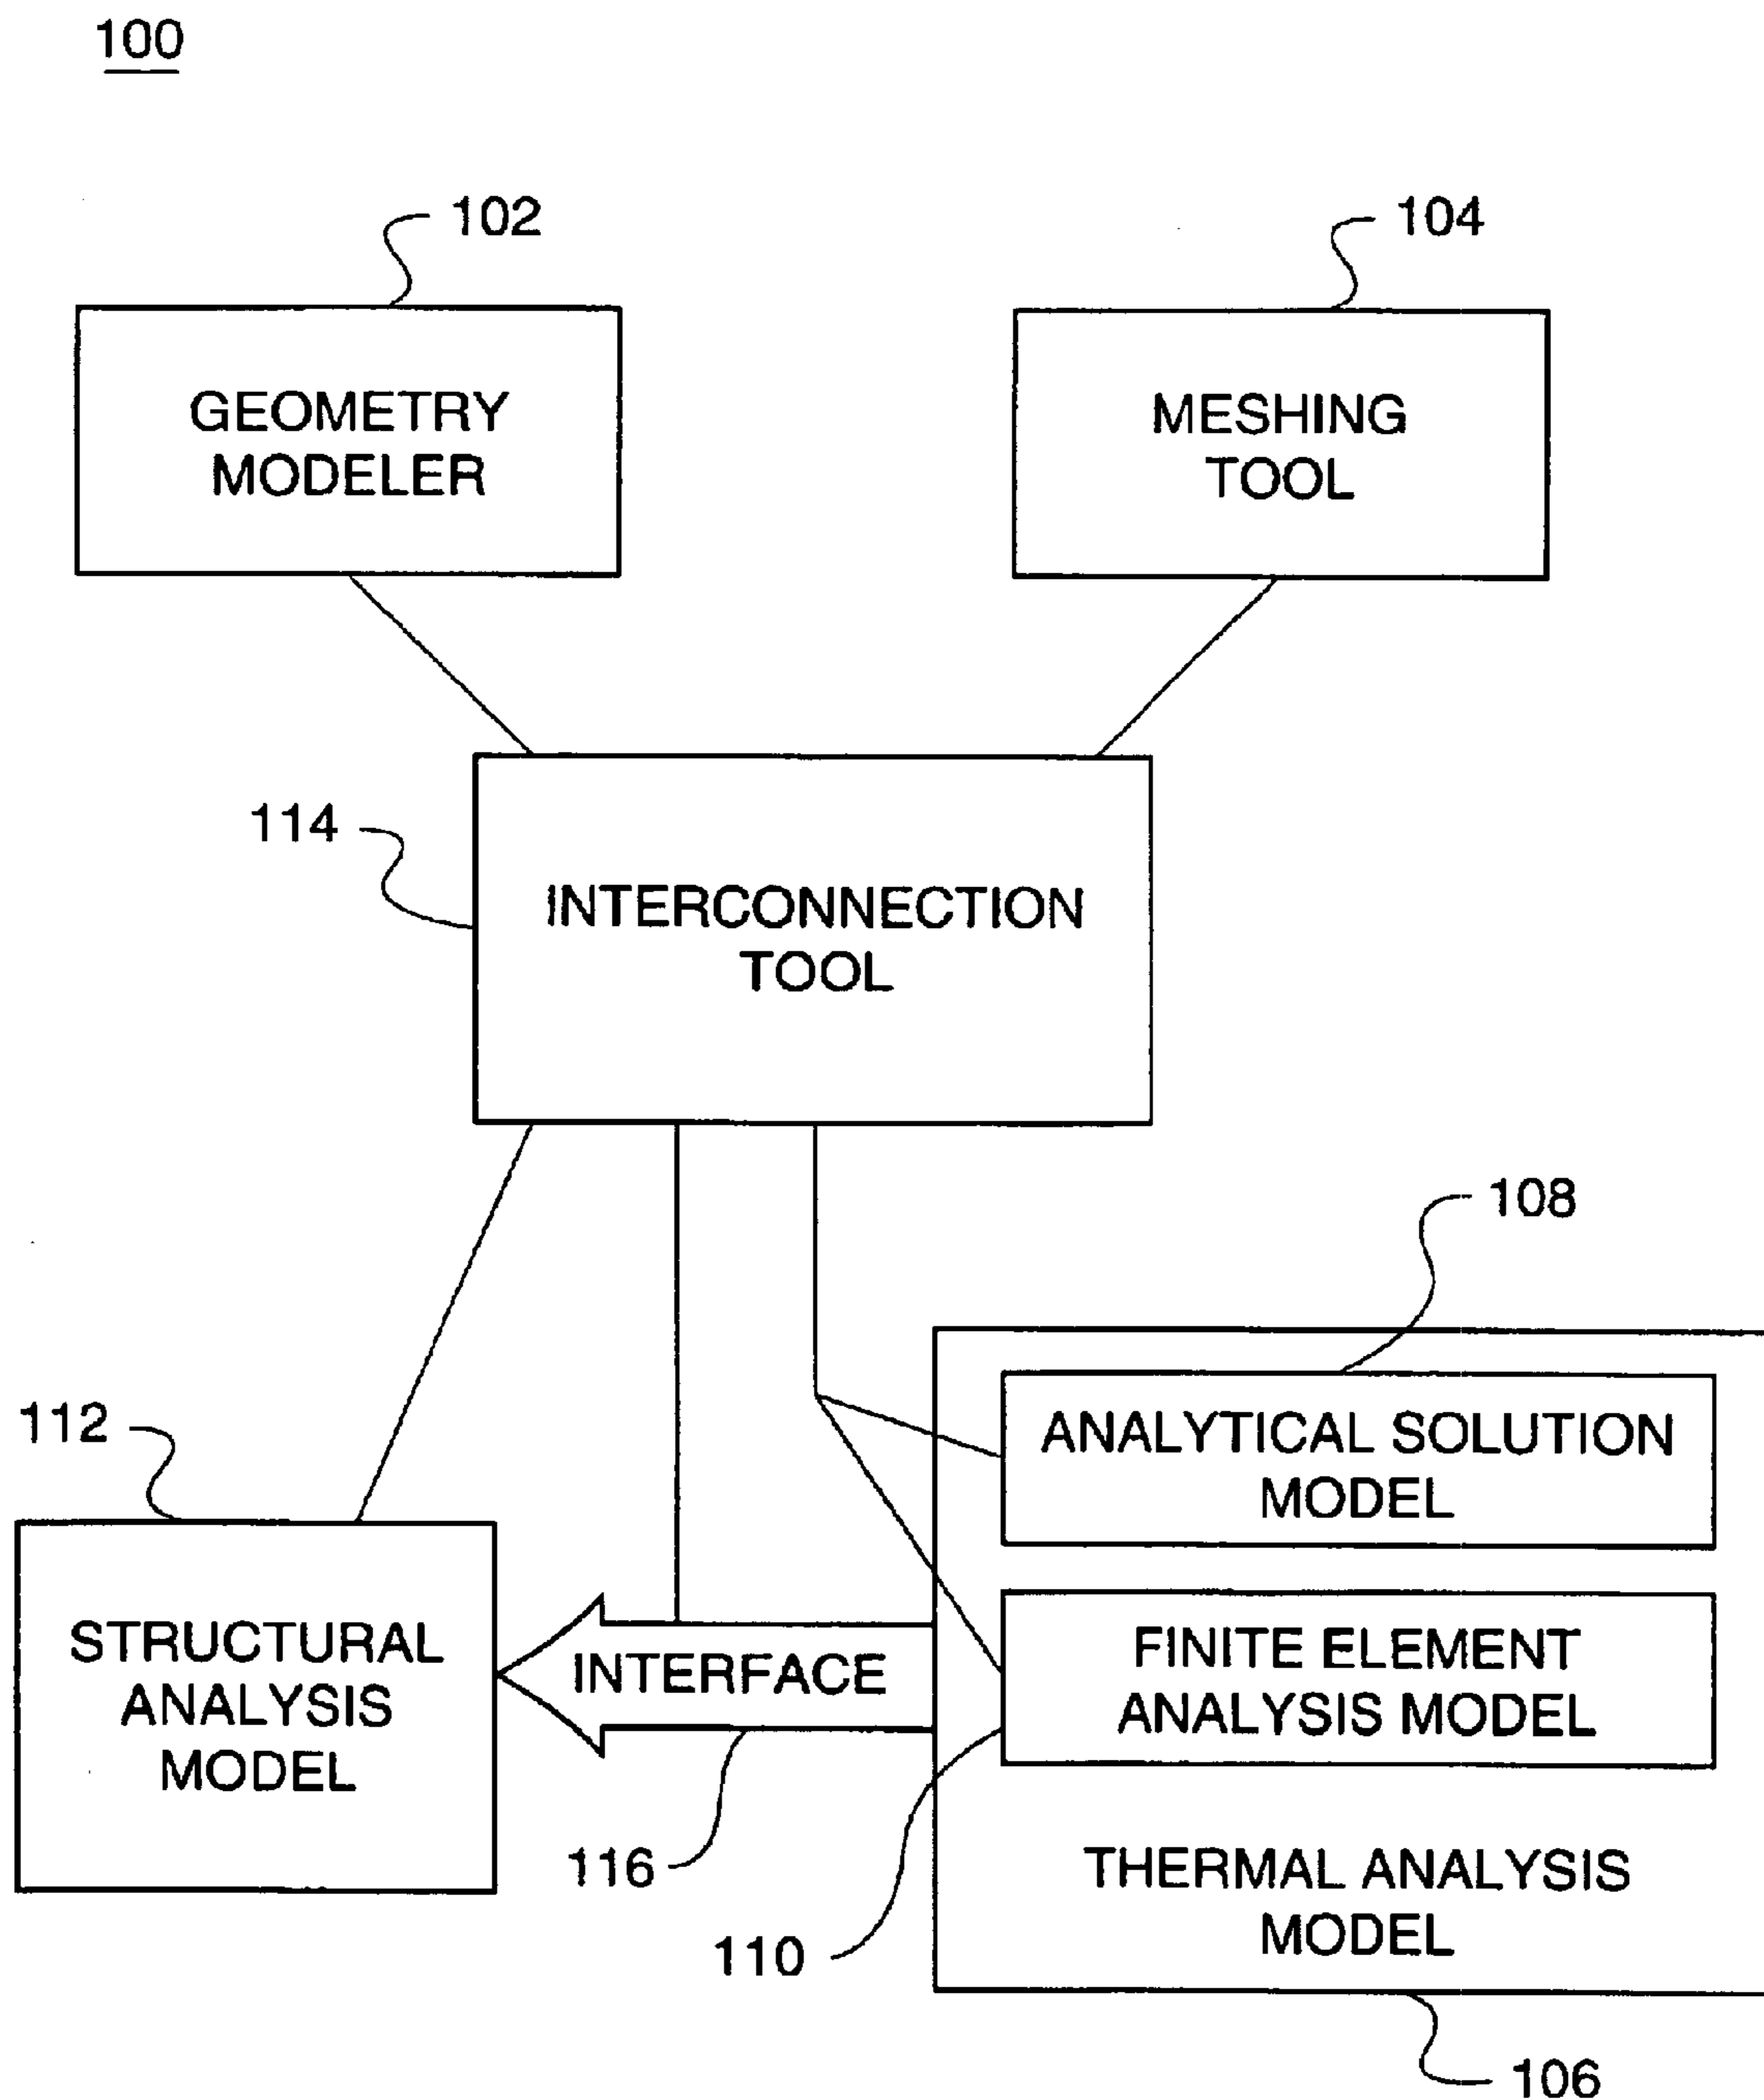 100
102
104
GEOMETRY
MODELER
MESHING
TOOL
114
INTERCONNECTION
TOOL
108
ANALYTICAL SOLUTION
MODEL
112
STRUCTURAL
ANALYSIS
MODEL
INTERFACE
FINITE ELEMENT
ANALYSIS MODEL
116
110
THERMAL ANALYSIS
MODEL
106